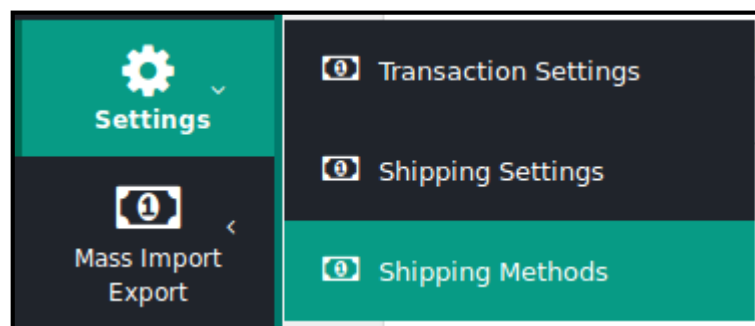 Settings
Mass Import
Export
Transaction Settings
Shipping Settings
Shipping Methods